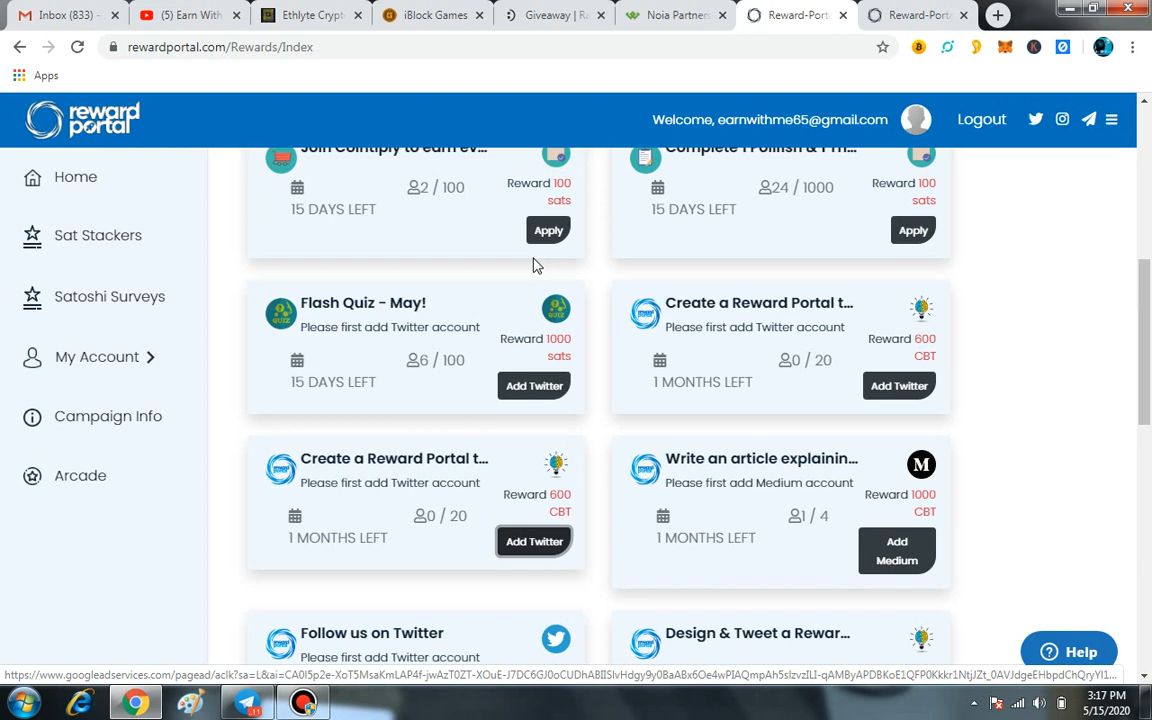 Inbox (833) -
(5) Earn With
Ethlyte Crypt
iBlock Games
Giveaway | Ra
Noia Partners
Reward-Porta
Reward-Porta
rewardportal.com/Rewards/Index
Apps
reward portal
Welcome, earnwithme65@gmail.com
Logout
Home
Sat Stackers
Satoshi Surveys
My Account
Campaign Info
Arcade
Join Cointiply to earn ev...
2 / 100
Reward 100
sats
15 DAYS LEFT
Apply
Complete 1 Pollfish & 1 Th...
24 / 1000
Reward 100
sats
15 DAYS LEFT
Apply
Flash Quiz - May!
QUIZ
QUIZ
Please first add Twitter account
Reward 1000
sats
6 / 100
15 DAYS LEFT
Add Twitter
Create a Reward Portal t...
Please first add Twitter account
Reward 600
CBT
0 / 20
1 MONTHS LEFT
Add Twitter
Create a Reward Portal t...
Please first add Twitter account
Reward 600
CBT
0 / 20
1 MONTHS LEFT
Add Twitter
Write an article explainin...
M
Please first add Medium account
Reward 1000
CBT
1 / 4
1 MONTHS LEFT
Add
Medium
Follow us on Twitter
Please first add Twitter account
Design & Tweet a Rewar...
Help
3:17 PM
5/15/2020